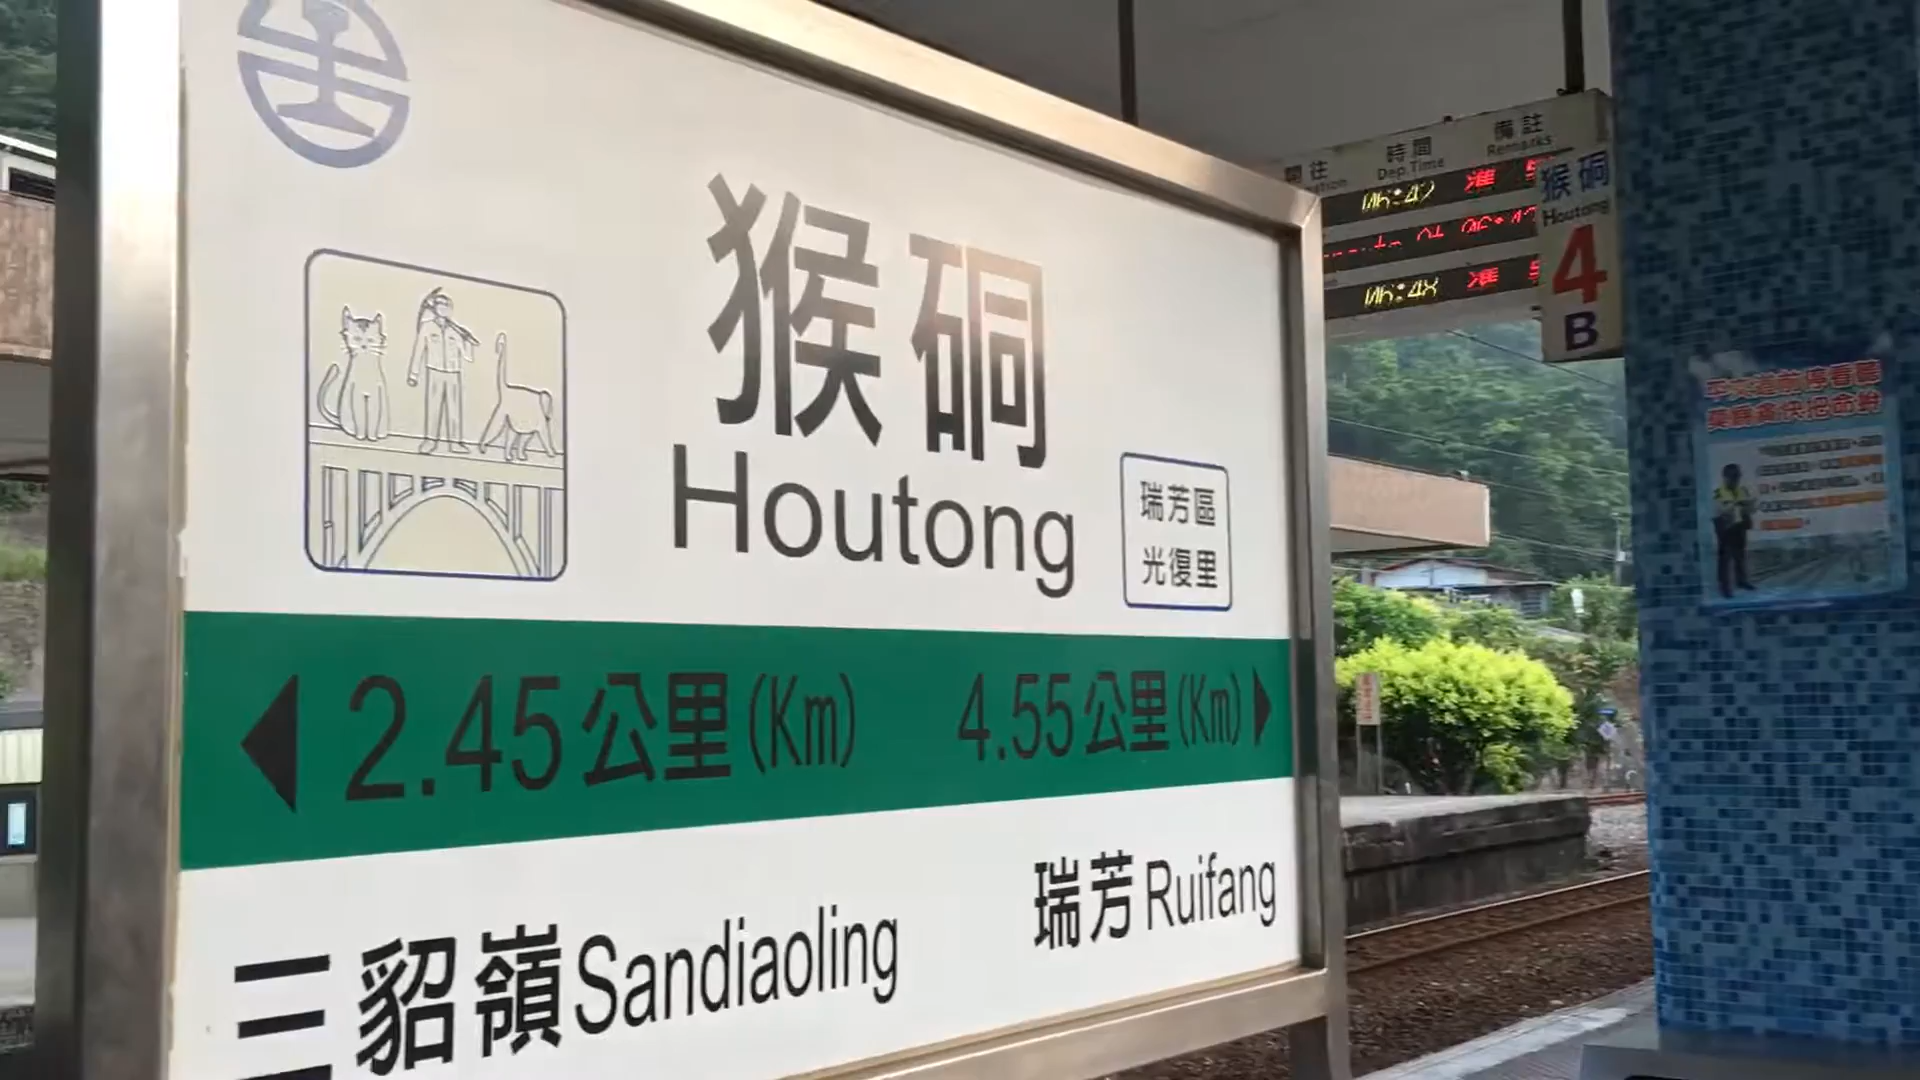 猴硐
Houtong
瑞芳區
光復里
2.45公里(Km)
4.55公里(Km)
三貂嶺Sandiaoling
瑞芳Ruifang
開往
時間
Dep.Time
備註
Remarks
06:42
準
06:48
準
猴硐
Houtong
4
B